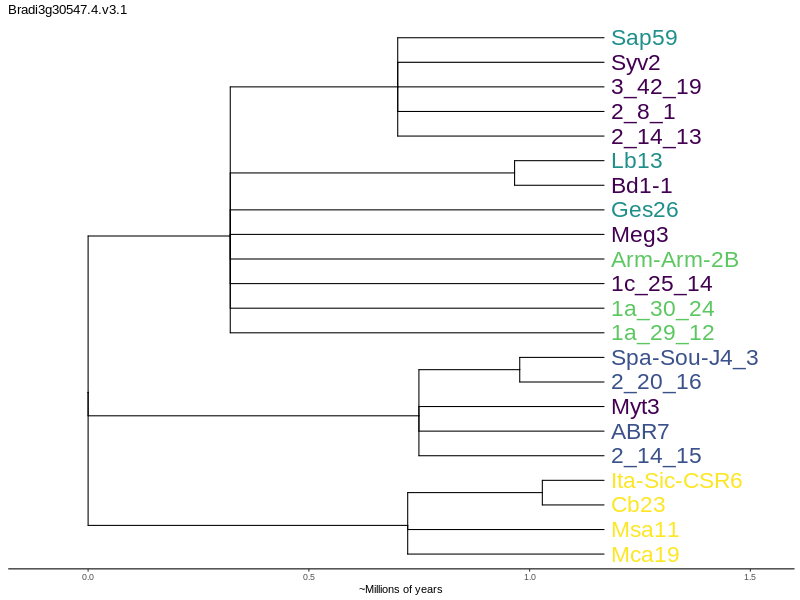 Bradi3g30547.4.v3.1
Sap59
Syv2
3_42_19
2_8_1
2_14_13
Lb13
Bd1-1
Ges26
Meg3
Arm-Arm-2B
1c_25_14
1a_30_24
1a_29_12
Spa-Sou-J4_3
2_20_16
Myt3
ABR7
2_14_15
Ita-Sic-CSR6
Cb23
Msa11
Mca19
0.0 0.5 1.0 1.5
~Millions of years